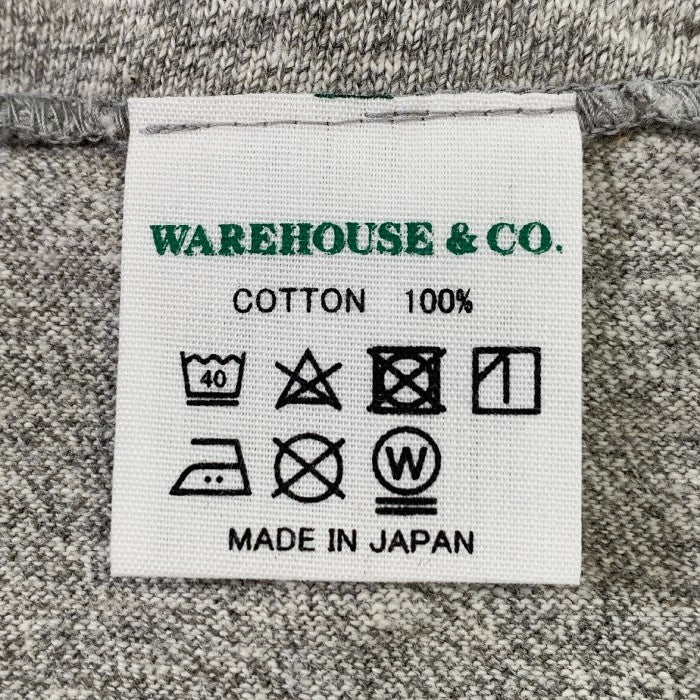 WAREHOUSE & CO.
COTTON 100%
40
W
MADE IN JAPAN